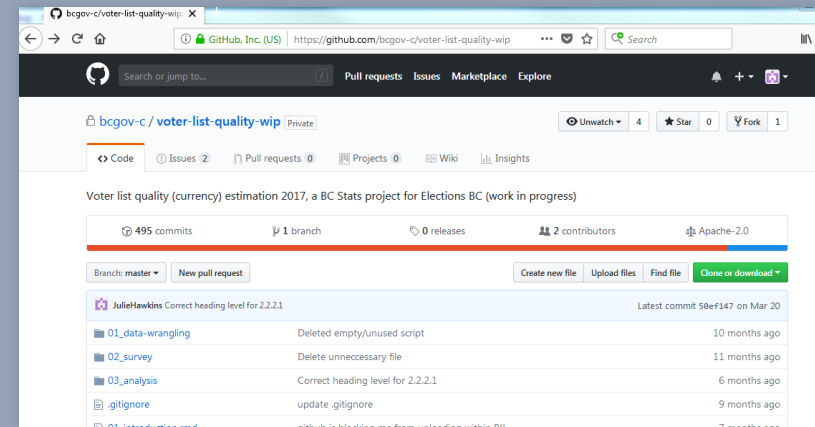 bcgov-c/voter-list-quality-wip
GitHub, Inc. (US) https://github.com/bcgov-c/voter-list-quality-wip Search
Search or jump to... / Pull requests Issues Marketplace Explore
bcgov-c / voter-list-quality-wip Private Unwatch 4 Star 0 Fork 1
Code Issues 2 Pull requests 0 Projects 0 Wiki Insights
Voter list quality (currency) estimation 2017, a BC Stats project for Elections BC (work in progress)
495 commits 1 branch 0 releases 2 contributors Apache-2.0
Branch: master New pull request Create new file Upload files Find file Clone or download
JulieHawkins Correct heading level for 2.2.2.1 Latest commit 50ef147 on Mar 20
01_data-wrangling Deleted empty/unused script 10 months ago
02_survey Delete unneccessary file 11 months ago
03_analysis Correct heading level for 2.2.2.1 6 months ago
.gitignore update .gitignore 9 months ago